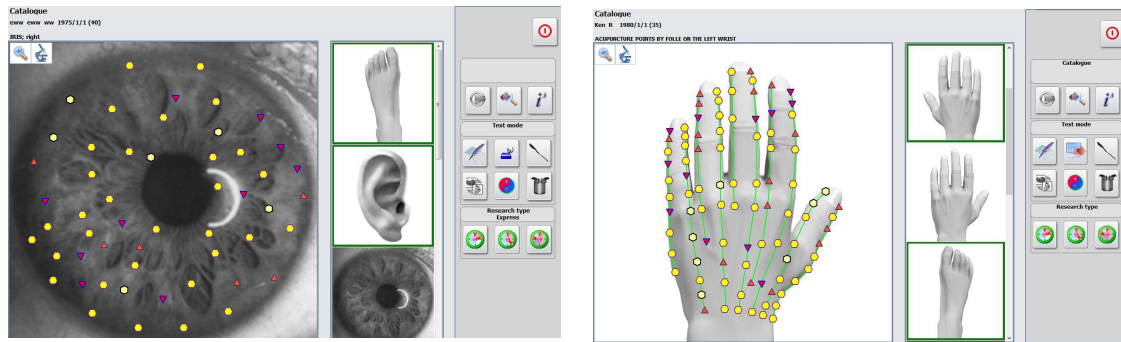 Catalogue
eww eww ww 1975/1/1 (40)
IRIS; right
Text mode
Research type
Express
Catalogue
Ken R 1980/1/1 (35)
ACUPUNCTURE POINTS BY FOLLE ON THE LEFT WRIST
Catalogue
Text mode
Research type